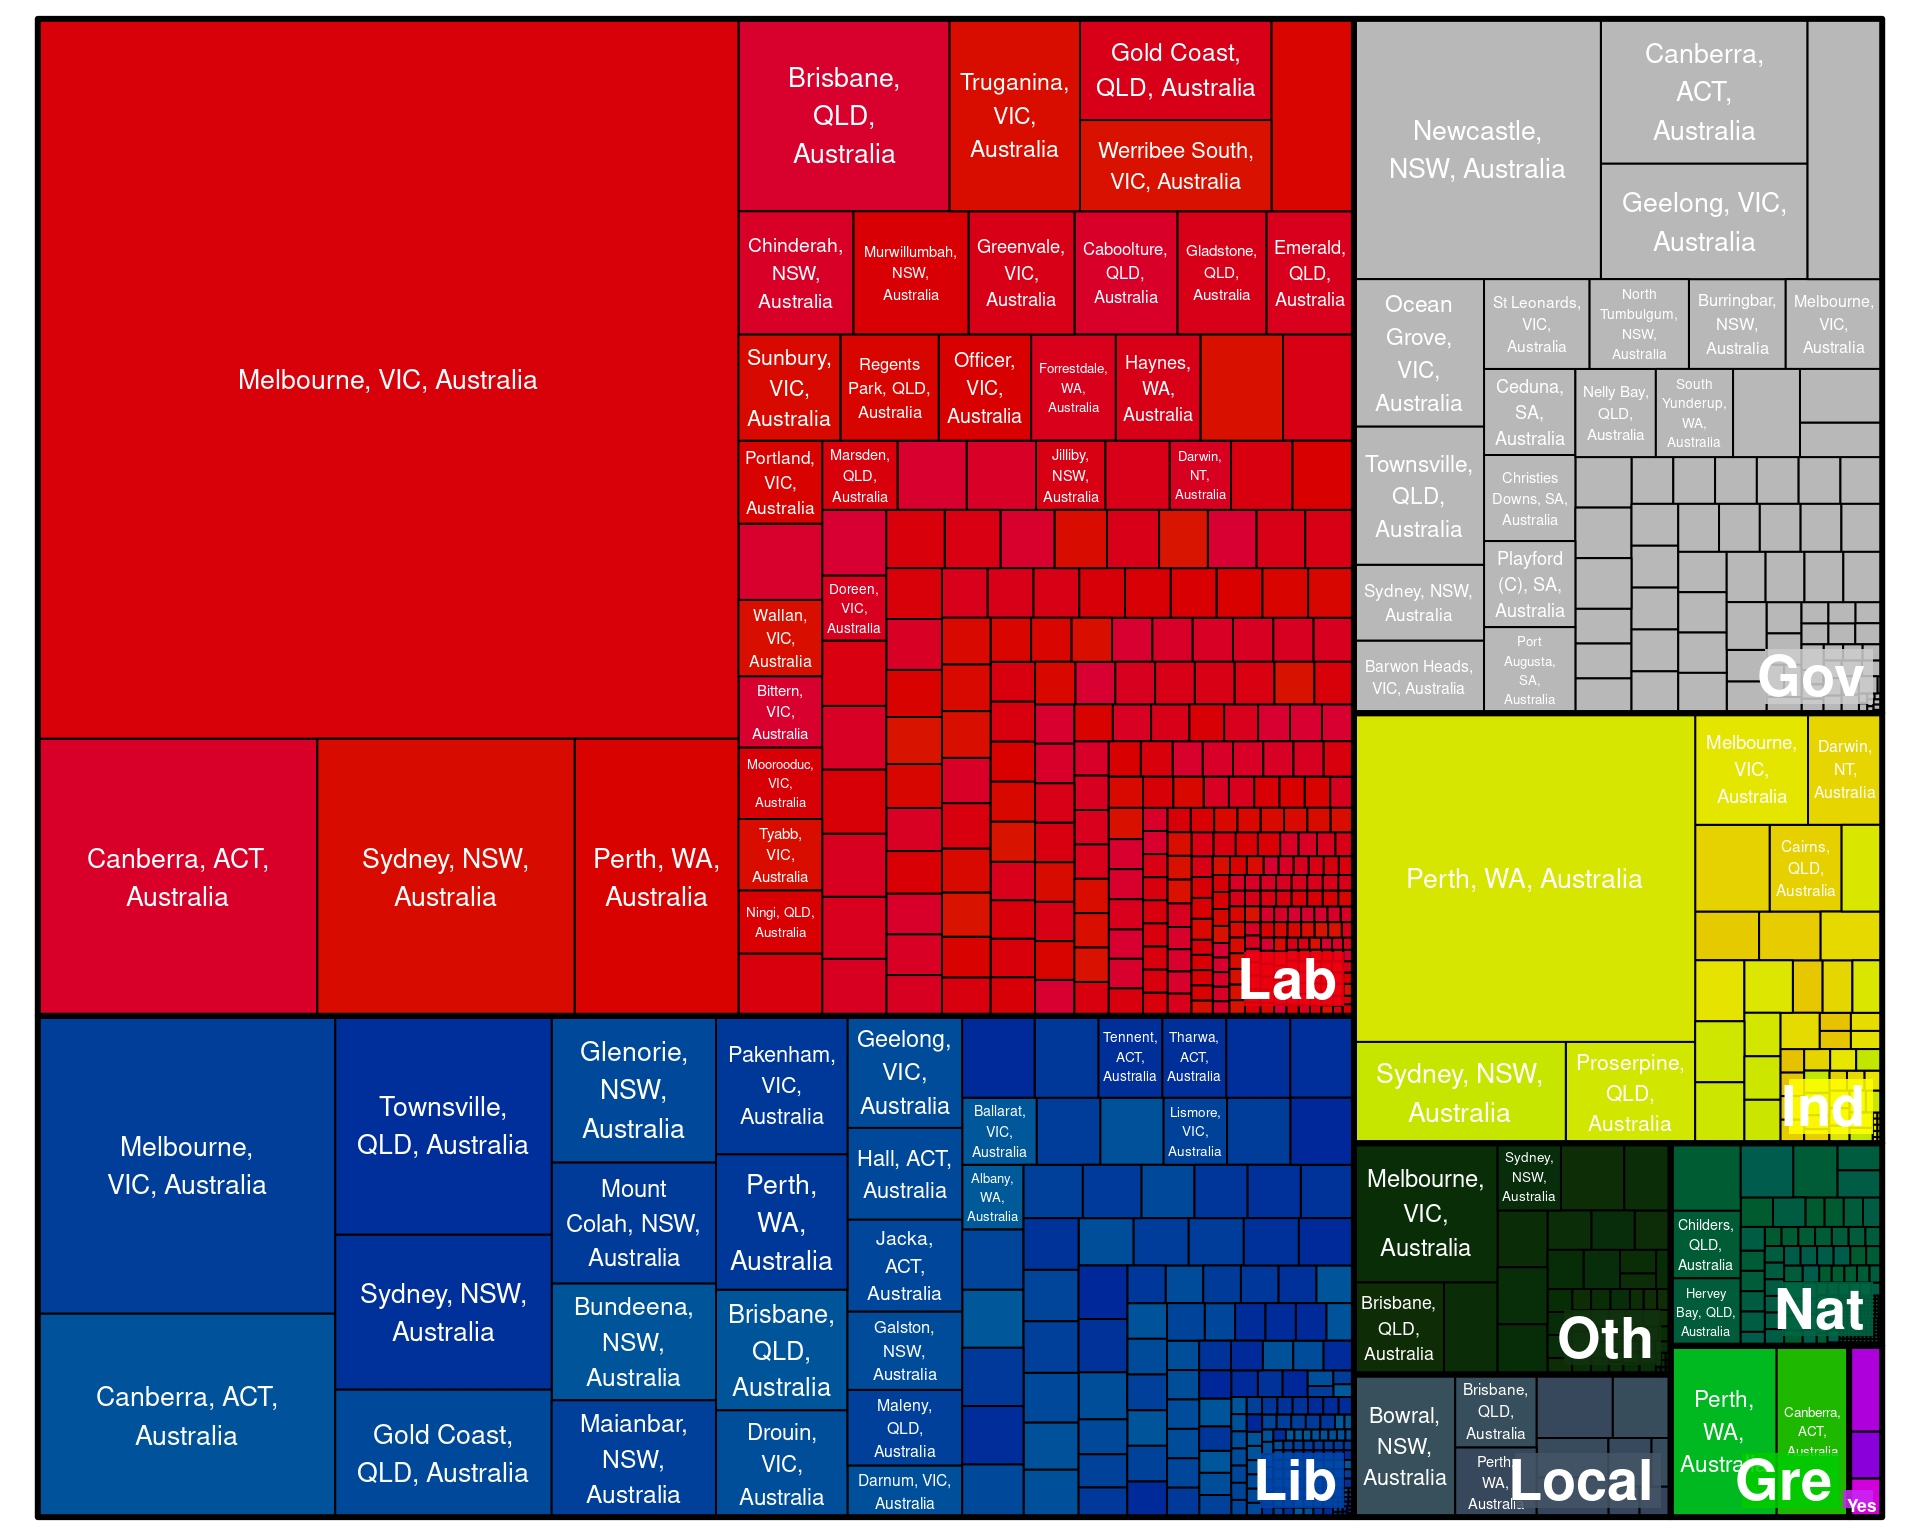 Melbourne, VIC, Australia
Canberra, ACT,
Australia
Sydney, NSW,
Australia
Perth, WA,
Australia
Brisbane,
QLD,
Australia
Truganina,
VIC,
Australia
Gold Coast,
QLD, Australia
Werribee South,
VIC, Australia
Chinderah,
NSW,
Australia
Murwillumbah,
NSW,
Australia
Greenvale,
VIC,
Australia
Caboolture,
QLD,
Australia
Gladstone,
QLD,
Australia
Emerald,
QLD,
Australia
Sunbury,
VIC,
Australia
Regents
Park, QLD,
Australia
Officer,
VIC,
Australia
Forrestdale,
WA,
Australia
Haynes,
WA,
Australia
Portland,
VIC,
Australia
Marsden,
QLD,
Australia
Jilliby,
NSW,
Australia
Darwin,
NT,
Australia
Doreen,
VIC,
Australia
Wallan,
VIC,
Australia
Bittern,
VIC,
Australia
Moorooduc,
VIC,
Australia
Tyabb,
VIC,
Australia
Ningi, QLD,
Australia
Lab
Newcastle,
NSW, Australia
Canberra,
ACT,
Australia
Geelong, VIC,
Australia
Ocean
Grove,
VIC,
Australia
St Leonards,
VIC,
Australia
North
Tumbulgum,
NSW,
Australia
Burringbar,
NSW,
Australia
Melbourne,
VIC,
Australia
Ceduna,
SA,
Australia
Nelly Bay,
QLD,
Australia
South
Yunderup,
WA,
Australia
Townsville,
QLD,
Australia
Christies
Downs, SA,
Australia
Playford
(C), SA,
Australia
Sydney, NSW,
Australia
Port
Augusta,
SA,
Australia
Barwon Heads,
VIC, Australia
Gov
Perth, WA, Australia
Melbourne,
VIC,
Australia
Darwin,
NT,
Australia
Cairns,
QLD,
Australia
Sydney, NSW,
Australia
Proserpine,
QLD,
Australia
Ind
Melbourne,
VIC, Australia
Canberra, ACT,
Australia
Townsville,
QLD, Australia
Sydney, NSW,
Australia
Gold Coast,
QLD, Australia
Glenorie,
NSW,
Australia
Mount
Colah, NSW,
Australia
Bundeena,
NSW,
Australia
Maianbar,
NSW,
Australia
Pakenham,
VIC,
Australia
Perth,
WA,
Australia
Brisbane,
QLD,
Australia
Drouin,
VIC,
Australia
Geelong,
VIC,
Australia
Hall, ACT,
Australia
Jacka,
ACT,
Australia
Galston,
NSW,
Australia
Maleny,
QLD,
Australia
Darnum, VIC,
Australia
Tennent,
ACT,
Australia
Tharwa,
ACT,
Australia
Ballarat,
VIC,
Australia
Lismore,
VIC,
Australia
Albany,
WA,
Australia
Lib
Melbourne,
VIC,
Australia
Sydney,
NSW,
Australia
Brisbane,
QLD,
Australia
Oth
Childers,
QLD,
Australia
Hervey
Bay, QLD,
Australia
Nat
Bowral,
NSW,
Australia
Brisbane,
QLD,
Australia
Perth,
WA,
Australia
Local
Perth,
WA,
Australia
Canberra,
ACT,
Australia
Gre
Yes